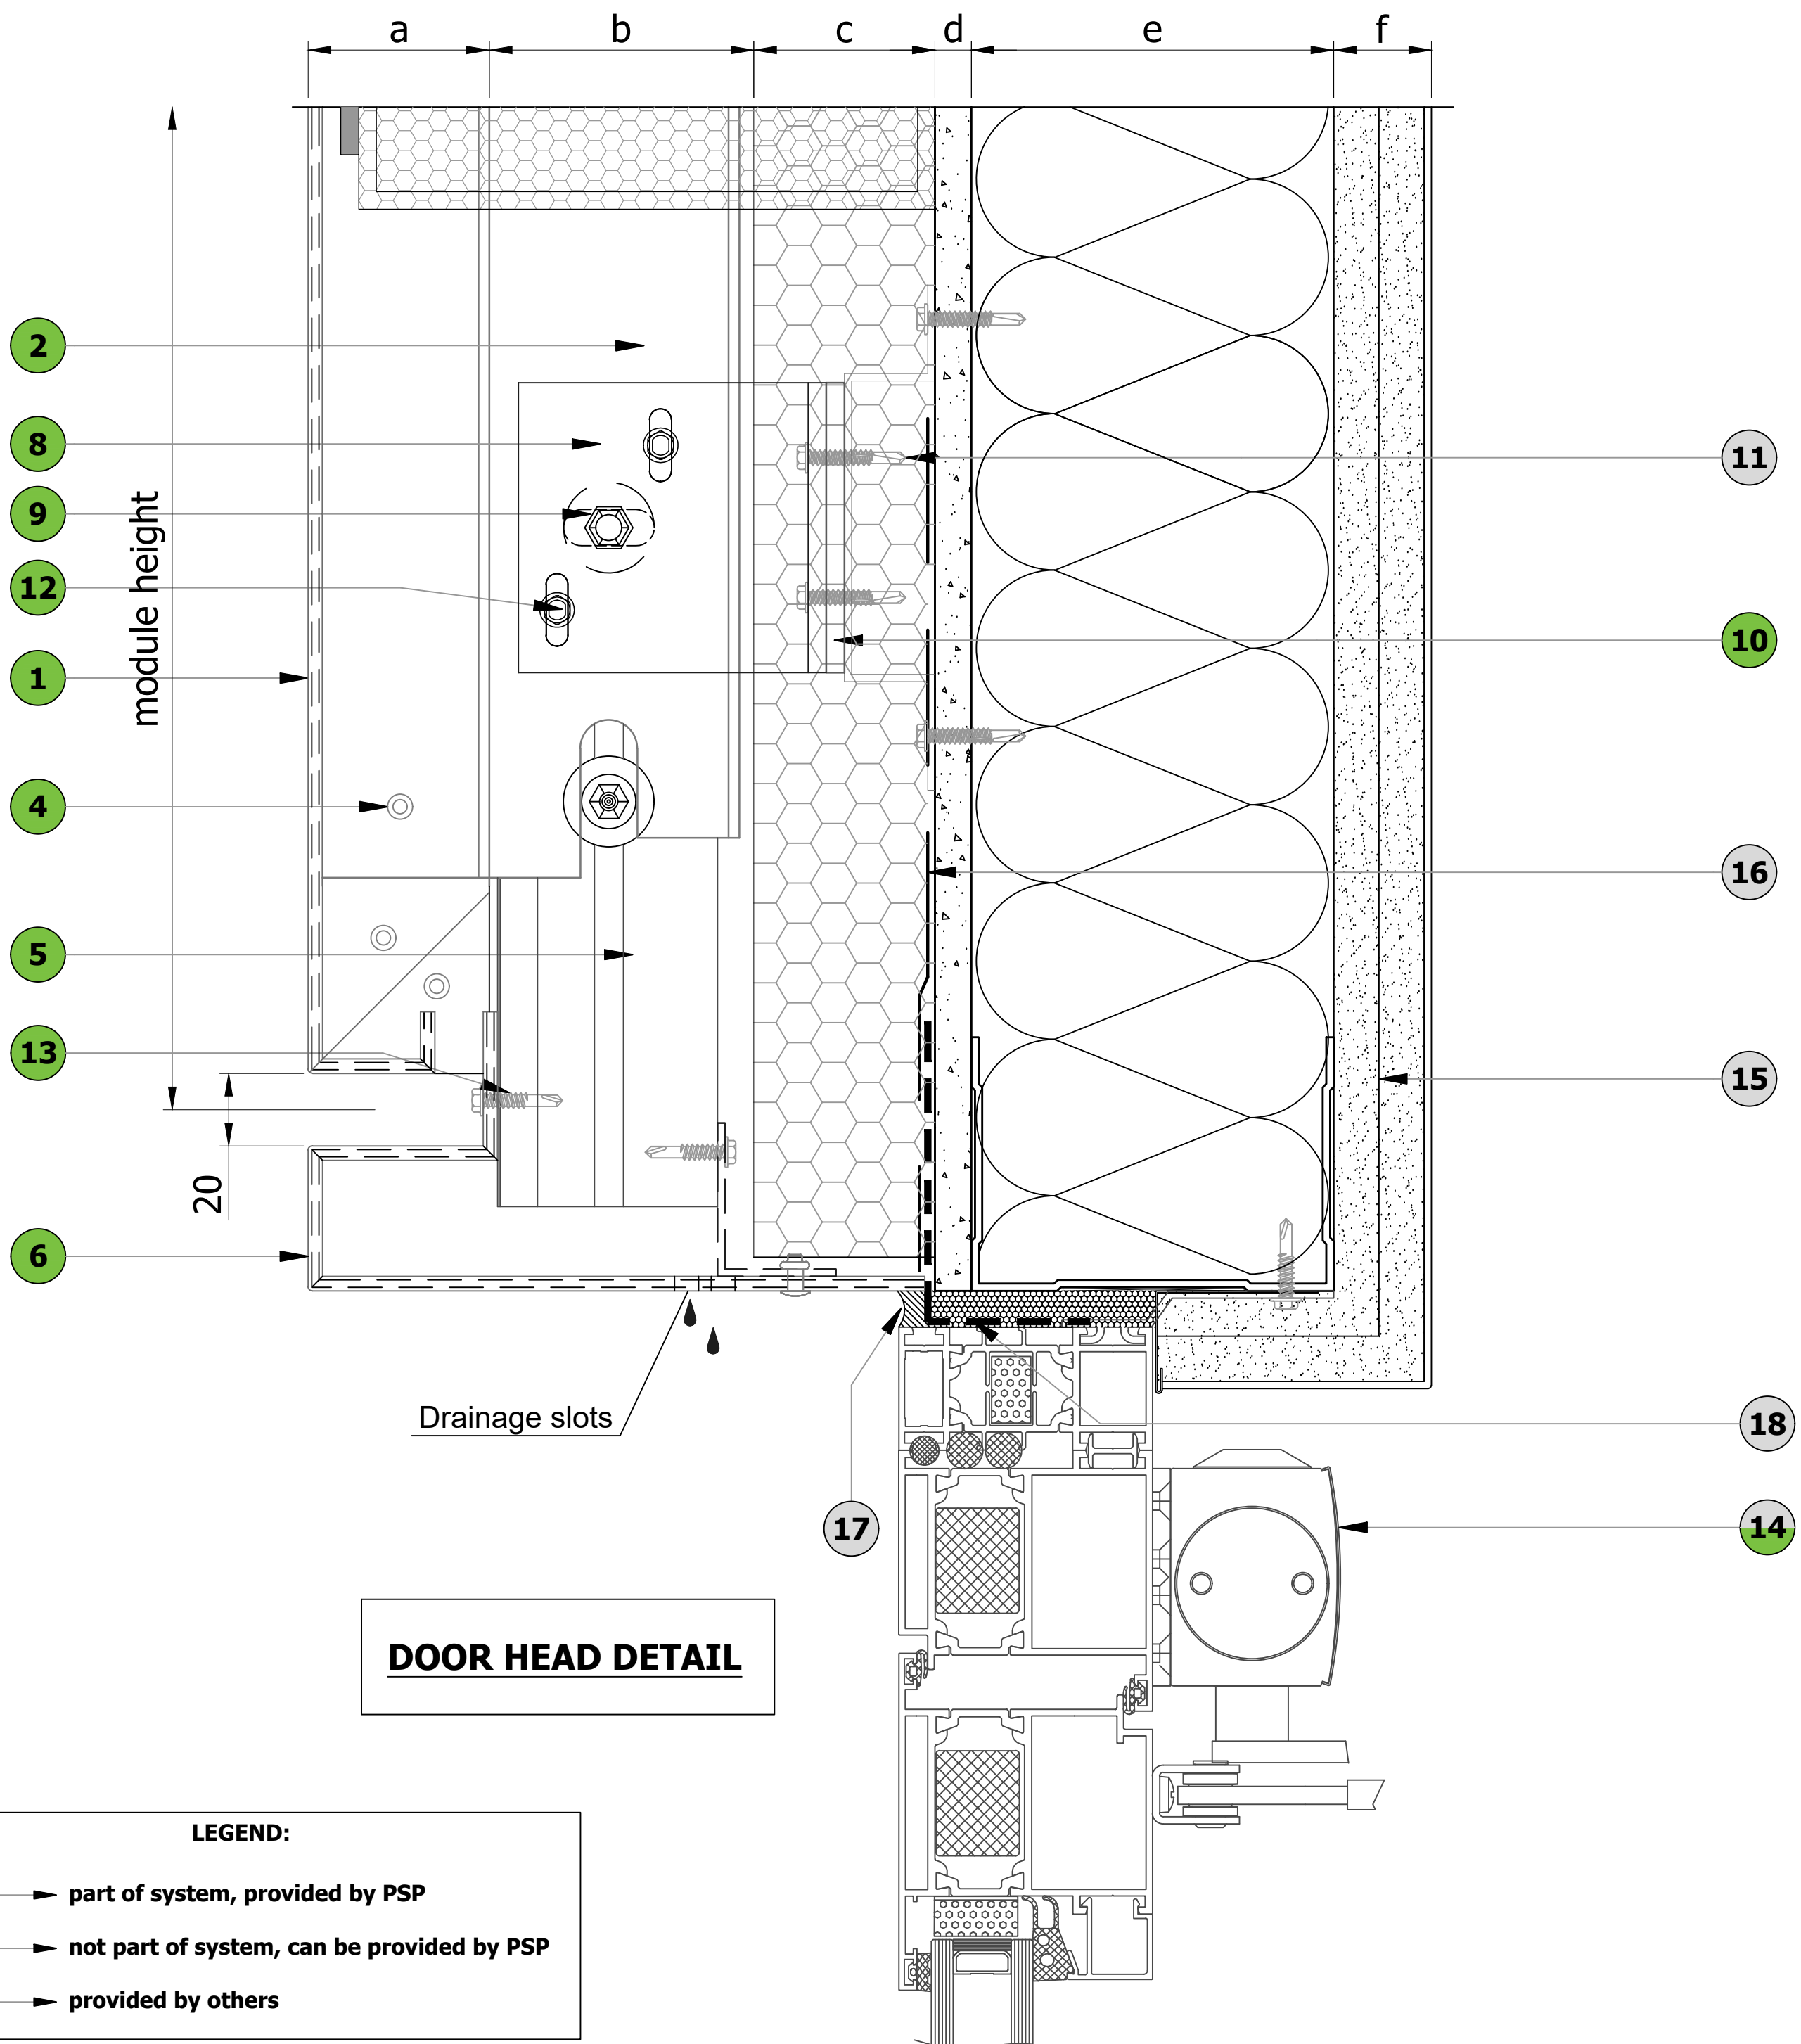 a b c d e f
2
8
11
9
module height
12
10
1
4
16
5
13
15
20
6
Drainage slots
18
17
14
DOOR HEAD DETAIL
LEGEND:
part of system, provided by PSP
not part of system, can be provided by PSP
provided by others